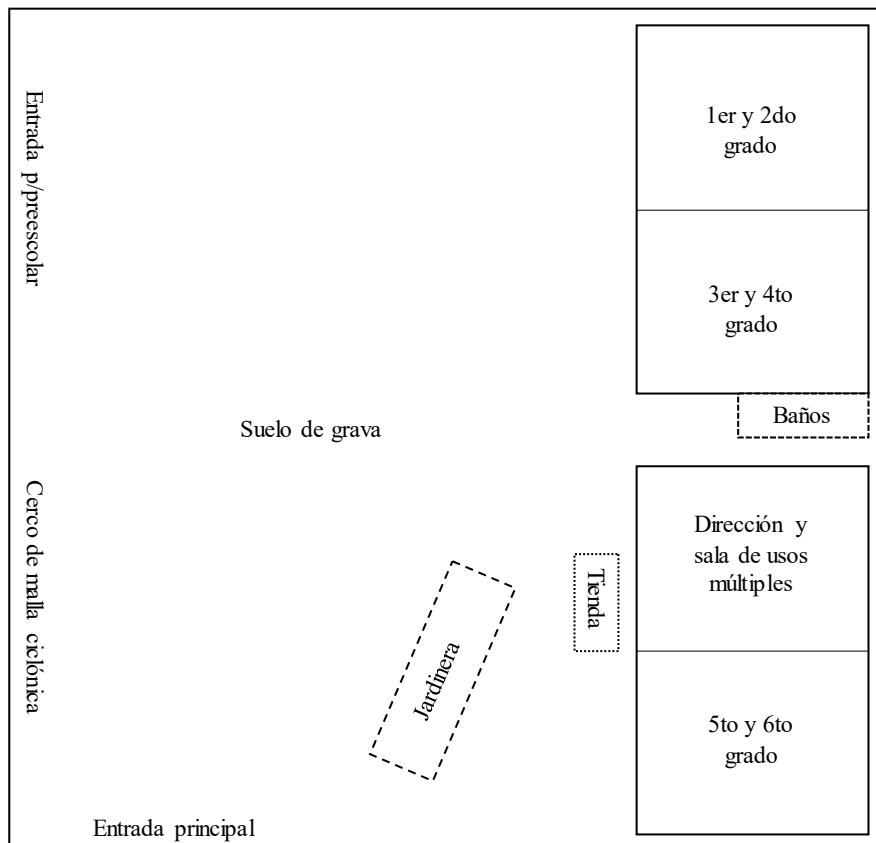 Entrada p/preescolar
1er y 2do
grado
3er y 4to
grado
Baños
Suelo de grava
Cerco de malla ciclónica
Dirección y
sala de usos
múltiples
Tienda
Jardinera
5to y 6to
grado
Entrada principal